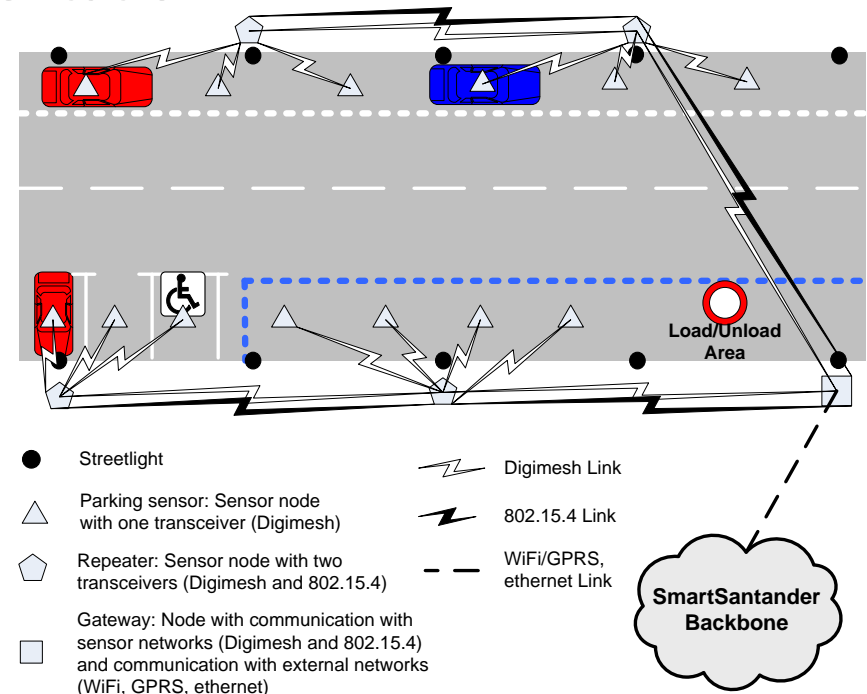 Load/Unload
Area
Streetlight
Parking sensor: Sensor node
with one transceiver (Digimesh)
Repeater: Sensor node with two
transceivers (Digimesh and 802.15.4)
Gateway: Node with communication with
sensor networks (Digimesh and 802.15.4)
and communication with external networks
(WiFi, GPRS, ethernet)
Digimesh Link
802.15.4 Link
WiFi/GPRS,
ethernet Link
SmartSantander
Backbone